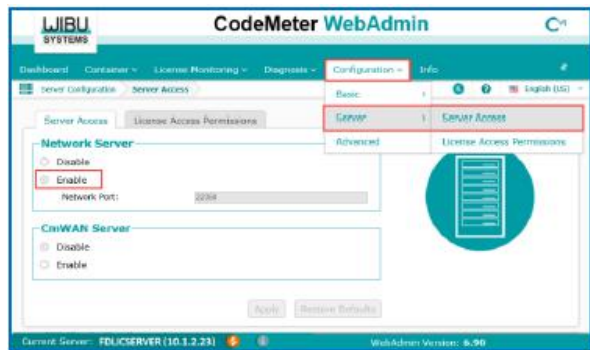 WIBU
SYSTEMS
CodeMeter WebAdmin
Dashboard Container License Monitoring Diagnosis Configuration Info
Server Configuration Server Access
Basic
English (US)
Server Access License Access Permissions
Server
Server Access
Advanced
License Access Permissions
Network Server
Disable
Enable
Network Port: 22350
CmWAN Server
Disable
Enable
Apply Restore Defaults
Current Server: FDLICSERVER (10.1.2.23)
WebAdmin Version: 6.90